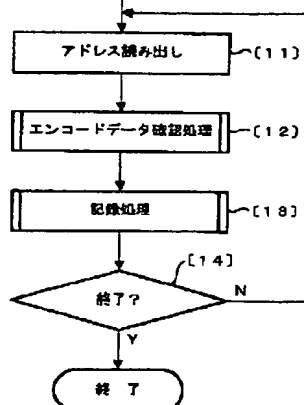 アドレス読み出し
[11]
エンコードデータ確認処理
[12]
記録処理
[13]
[14]
終了?
N
Y
終 了